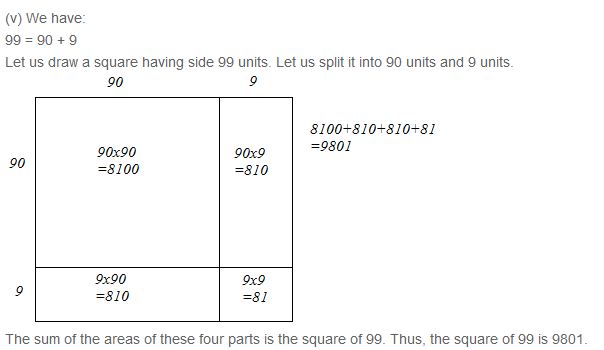 (v) We have:
99 = 90 + 9
Let us draw a square having side 99 units. Let us split it into 90 units and 9 units.
90 9
90 90x90 90x9 8100+810+810+81
=8100 =810 =9801
9 9x90 9x9
=810 =81
The sum of the areas of these four parts is the square of 99. Thus, the square of 99 is 9801.